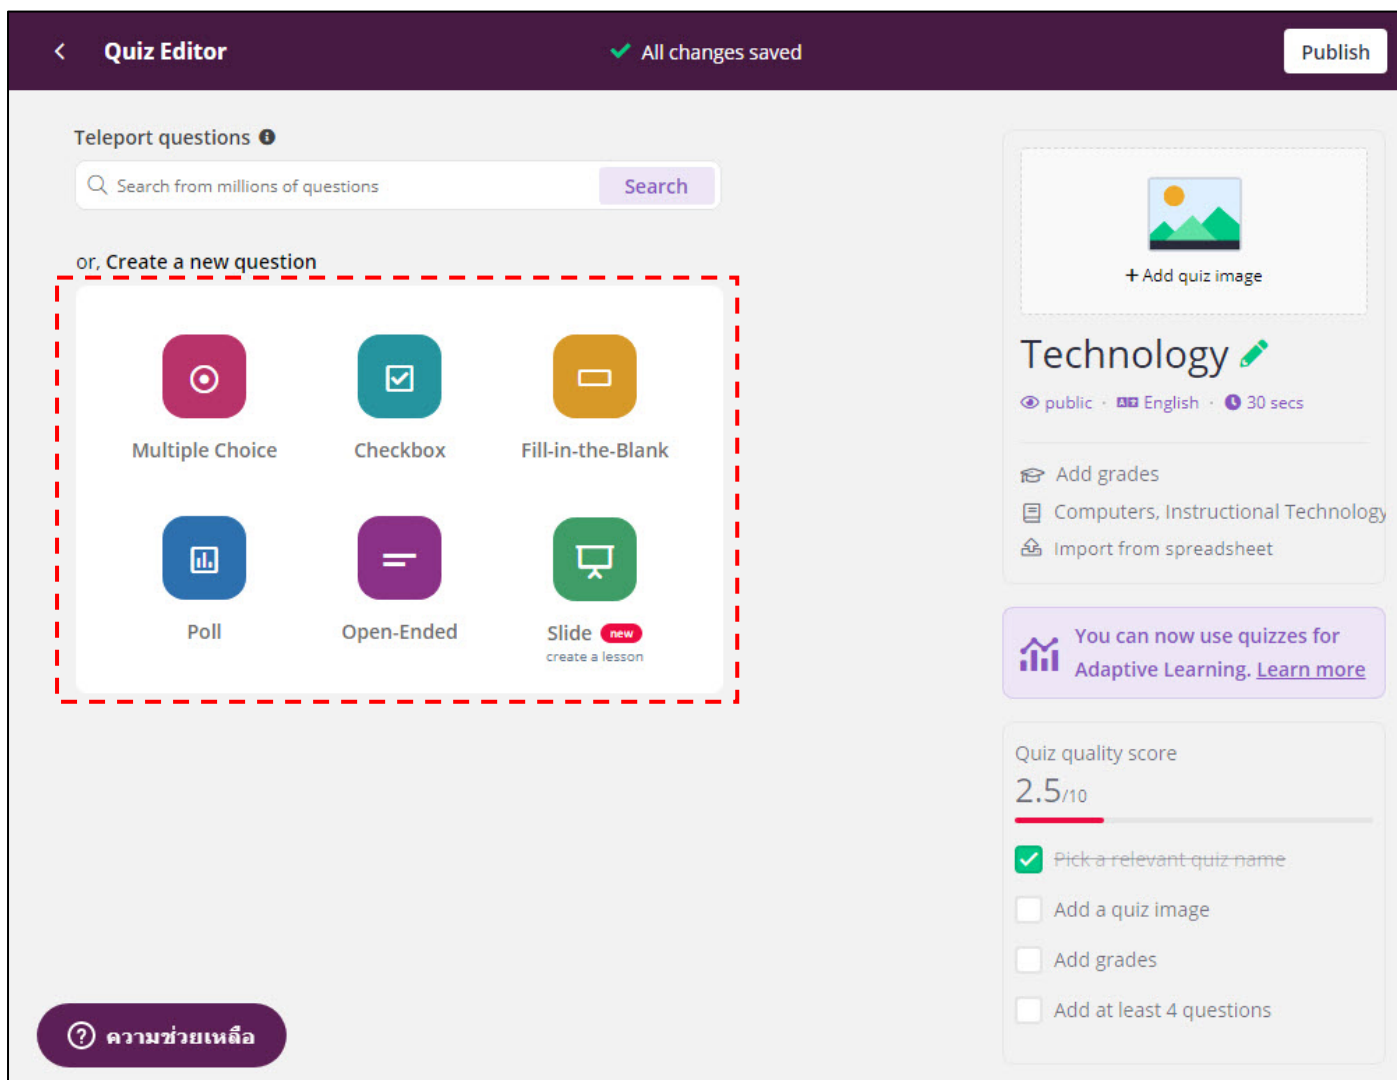 Quiz Editor
All changes saved
Publish
Teleport questions
Search from millions of questions
Search
or, Create a new question
Multiple Choice
Checkbox
Fill-in-the-Blank
Poll
Open-Ended
Slide new
create a lesson
+ Add quiz image
Technology
public · English · 30 secs
Add grades
Computers, Instructional Technology
Import from spreadsheet
You can now use quizzes for
Adaptive Learning. Learn more
Quiz quality score
2.5/10
Pick a relevant quiz name
Add a quiz image
Add grades
Add at least 4 questions
ความช่วยเหลือ